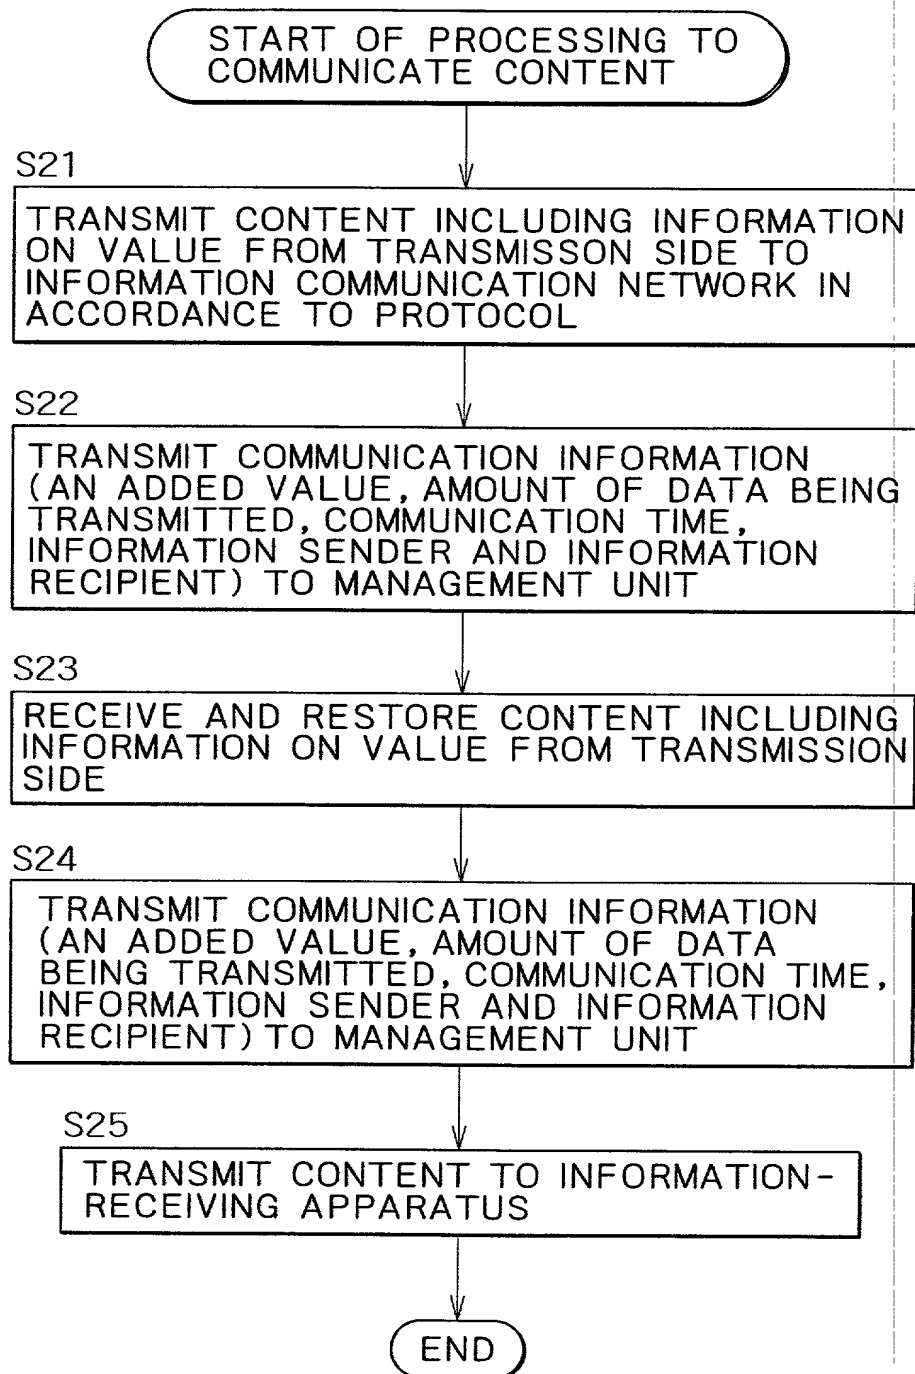 START OF PROCESSING TO
COMMUNICATE CONTENT
S21
TRANSMIT CONTENT INCLUDING INFORMATION
ON VALUE FROM TRANSMISSON SIDE TO
INFORMATION COMMUNICATION NETWORK IN
ACCORDANCE TO PROTOCOL
S22
TRANSMIT COMMUNICATION INFORMATION
(AN ADDED VALUE, AMOUNT OF DATA BEING
TRANSMITTED, COMMUNICATION TIME,
INFORMATION SENDER AND INFORMATION
RECIPIENT) TO MANAGEMENT UNIT
S23
RECEIVE AND RESTORE CONTENT INCLUDING
INFORMATION ON VALUE FROM TRANSMISSION
SIDE
S24
TRANSMIT COMMUNICATION INFORMATION
(AN ADDED VALUE, AMOUNT OF DATA
BEING TRANSMITTED, COMMUNICATION TIME,
INFORMATION SENDER AND INFORMATION
RECIPIENT) TO MANAGEMENT UNIT
S25
TRANSMIT CONTENT TO INFORMATION-
RECEIVING APPARATUS
END